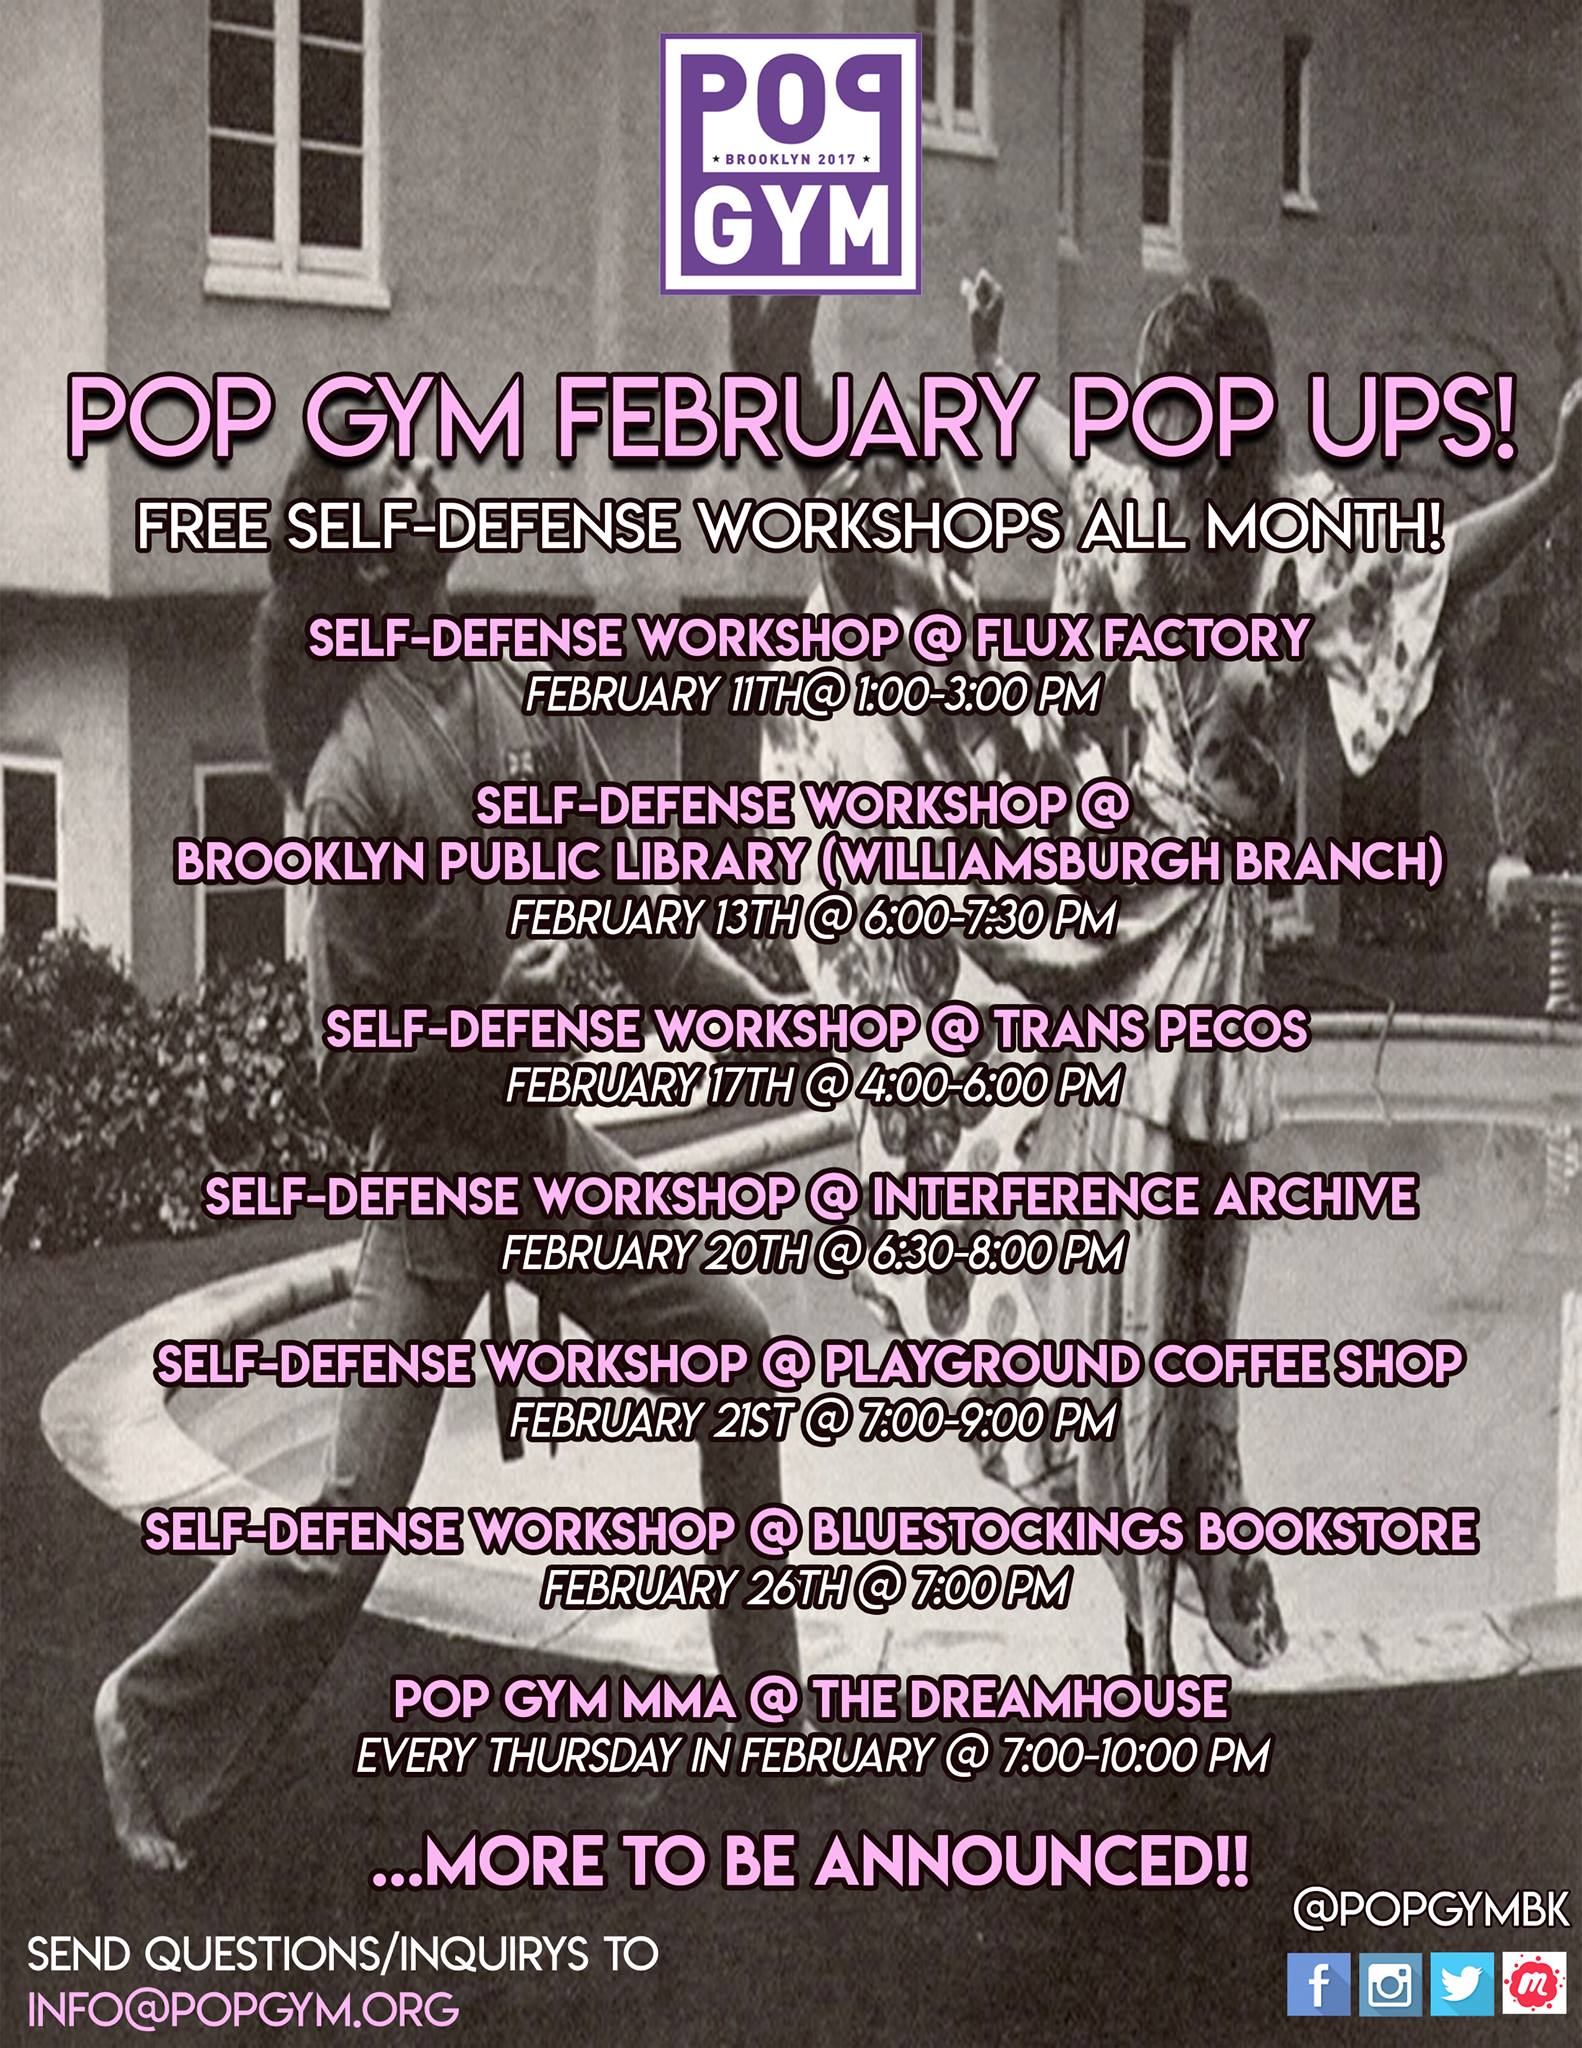 POP
★ BROOKLYN 2017 ★
GYM
POP GYM FEBRUARY POP UPS!
FREE SELF-DEFENSE WORKSHOPS ALL MONTH!
SELF-DEFENSE WORKSHOP @ FLUX FACTORY
FEBRUARY 11TH@ 1:00-3:00 PM
SELF-DEFENSE WORKSHOP @
BROOKLYN PUBLIC LIBRARY (WILLIAMSBURGH BRANCH)
FEBRUARY 13TH @ 6:00-7:30 PM
SELF-DEFENSE WORKSHOP @ TRANS PECOS
FEBRUARY 17TH @ 4:00-6:00 PM
SELF-DEFENSE WORKSHOP @ INTERFERENCE ARCHIVE
FEBRUARY 20TH @ 6:30-8:00 PM
SELF-DEFENSE WORKSHOP @ PLAYGROUND COFFEE SHOP
FEBRUARY 21ST @ 7:00-9:00 PM
SELF-DEFENSE WORKSHOP @ BLUESTOCKINGS BOOKSTORE
FEBRUARY 26TH @ 7:00 PM
POP GYM MMA @ THE DREAMHOUSE
EVERY THURSDAY IN FEBRUARY @ 7:00-10:00 PM
...MORE TO BE ANNOUNCED!!
@POPGYMBK
SEND QUESTIONS/INQUIRYS TO
INFO@POPGYM.ORG
f
m